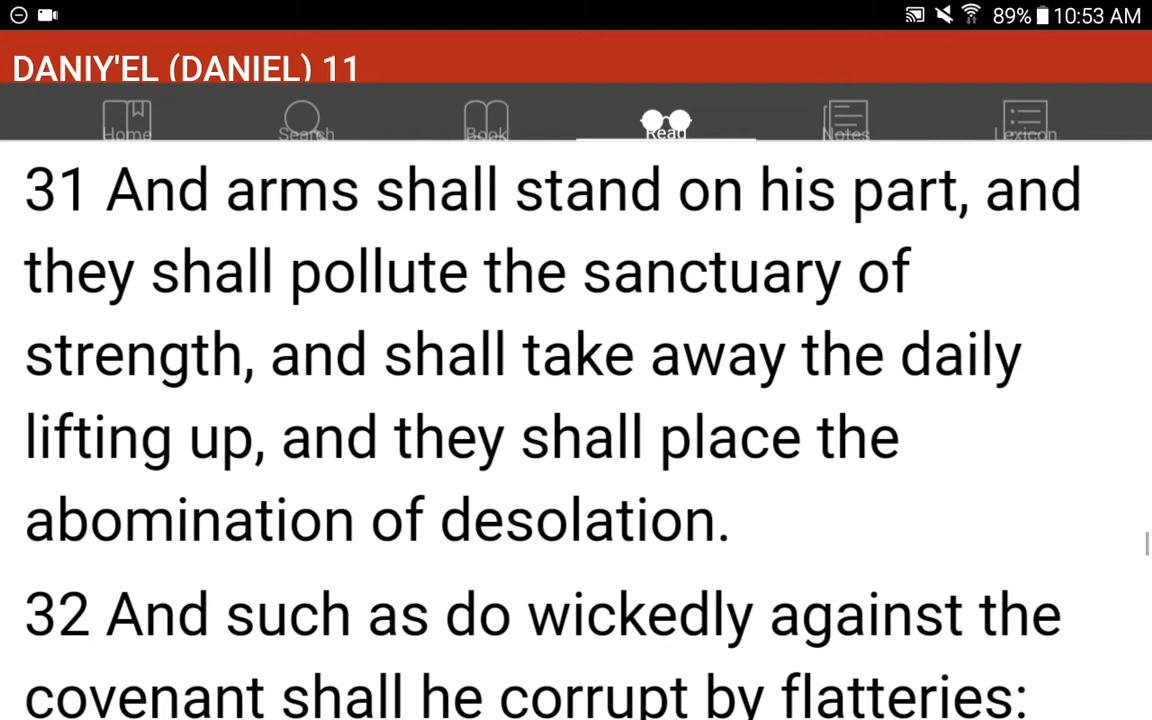 89% 10:53 AM
DANIY'EL (DANIEL) 11
Home Search Book Read Notes Lexicon
31 And arms shall stand on his part, and
they shall pollute the sanctuary of
strength, and shall take away the daily
lifting up, and they shall place the
abomination of desolation.
32 And such as do wickedly against the
covenant shall he corrupt by flatteries: